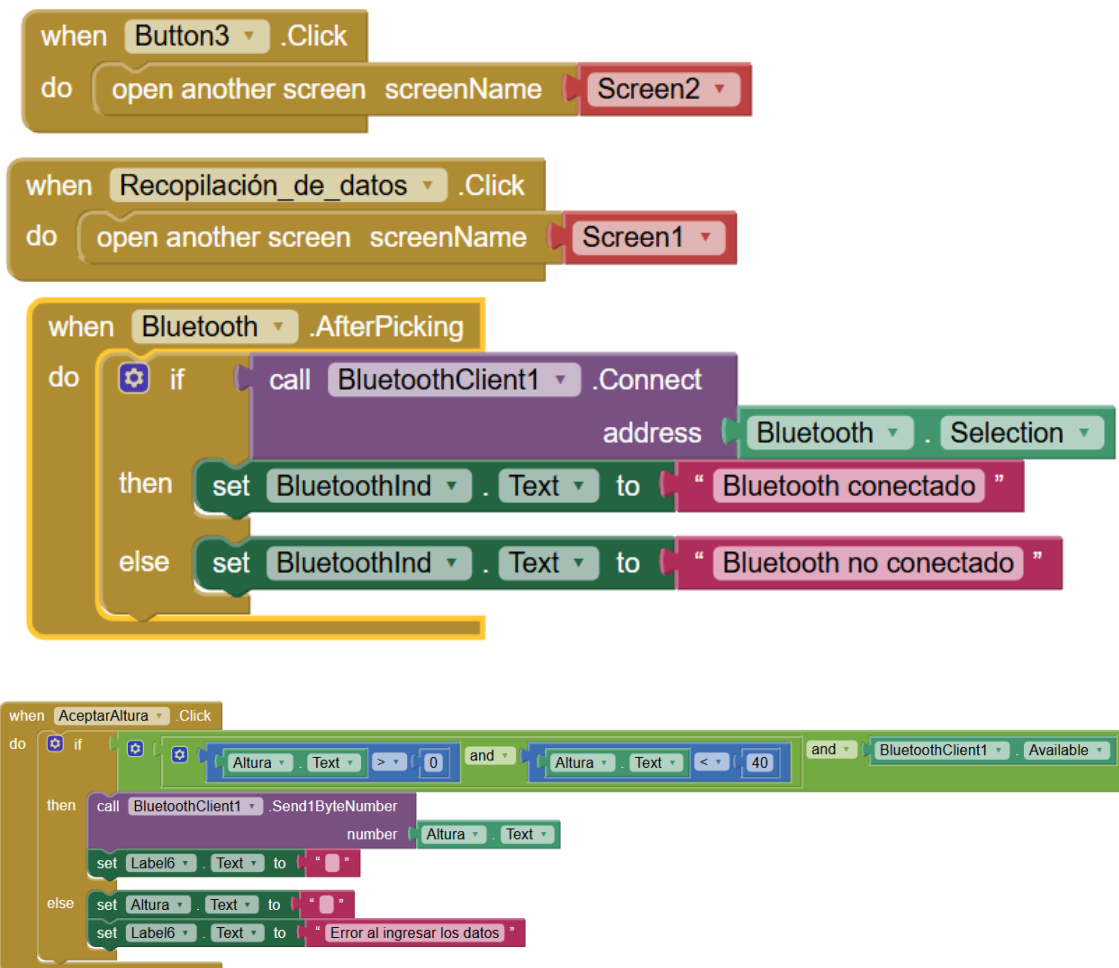 when Button3 .Click
do open another screen screenName Screen2
when Recopilación_de_datos .Click
do open another screen screenName Screen1
when Bluetooth .AfterPicking
do if call BluetoothClient1 .Connect
address Bluetooth . Selection
then set BluetoothInd . Text to “ Bluetooth conectado ”
else set BluetoothInd . Text to “ Bluetooth no conectado ”
when AceptarAltura .Click
do if Altura . Text > 0 and Altura . Text < 40 and BluetoothClient1 . Available
then call BluetoothClient1 .Send1ByteNumber
number Altura . Text
set Label6 . Text to “ ”
else set Altura . Text to “ ”
set Label6 . Text to “ Error al ingresar los datos ”